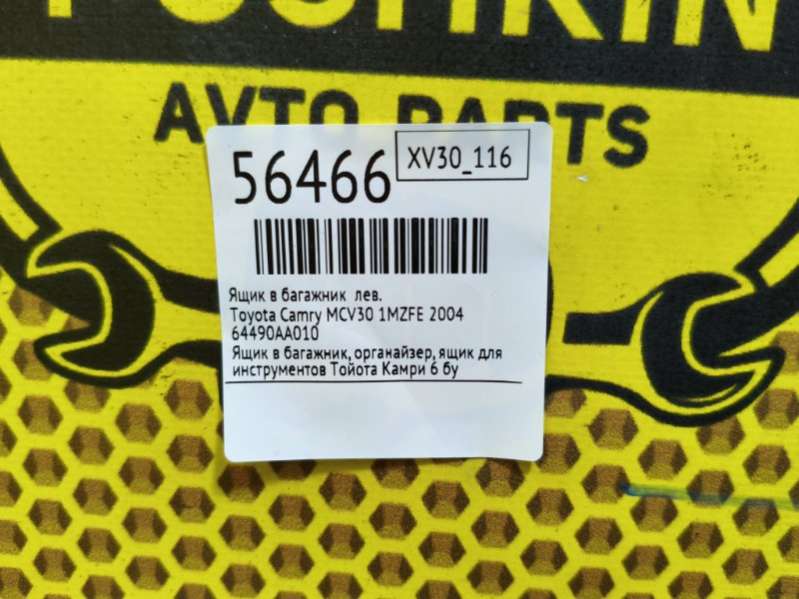 PUSHKIN
AVTO PARTS
56466
XV30_116
Ящик в багажник лев.
Toyota Camry MCV30 1MZFE 2004
64490AA010
Ящик в багажник, органайзер, ящик для
инструментов Тойота Камри 6 бу